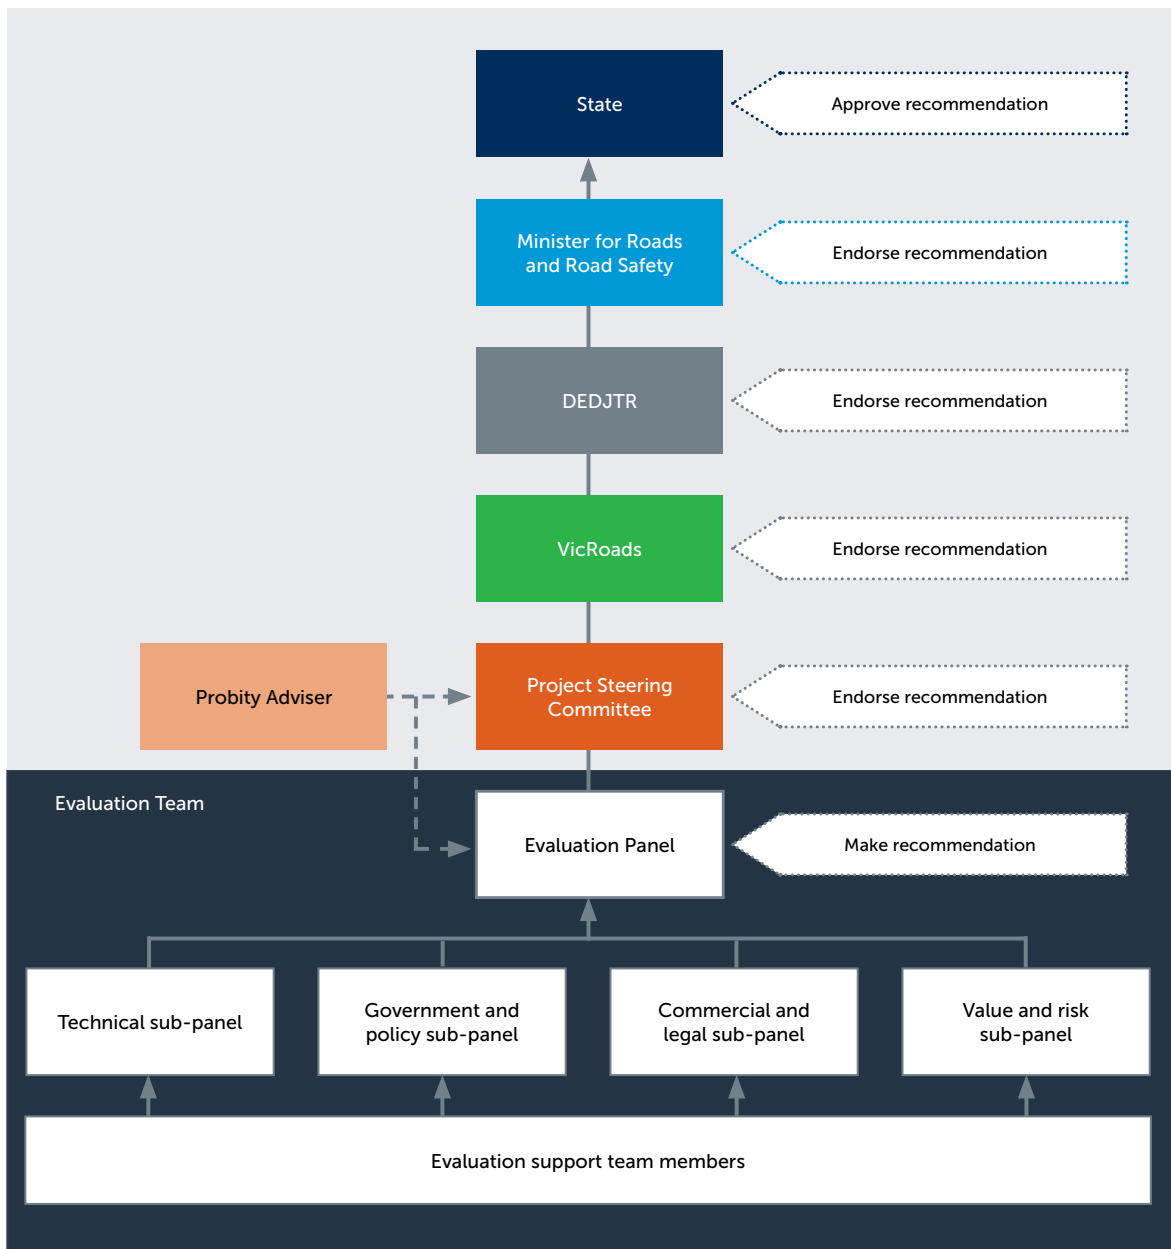 State
Approve recommendation
Minister for Roads
and Road Safety
Endorse recommendation
DEDJTR
Endorse recommendation
VicRoads
Endorse recommendation
Probity Adviser
Project Steering
Committee
Endorse recommendation
Evaluation Team
Evaluation Panel
Make recommendation
Technical sub-panel
Government and
policy sub-panel
Commercial and
legal sub-panel
Value and risk
sub-panel
Evaluation support team members